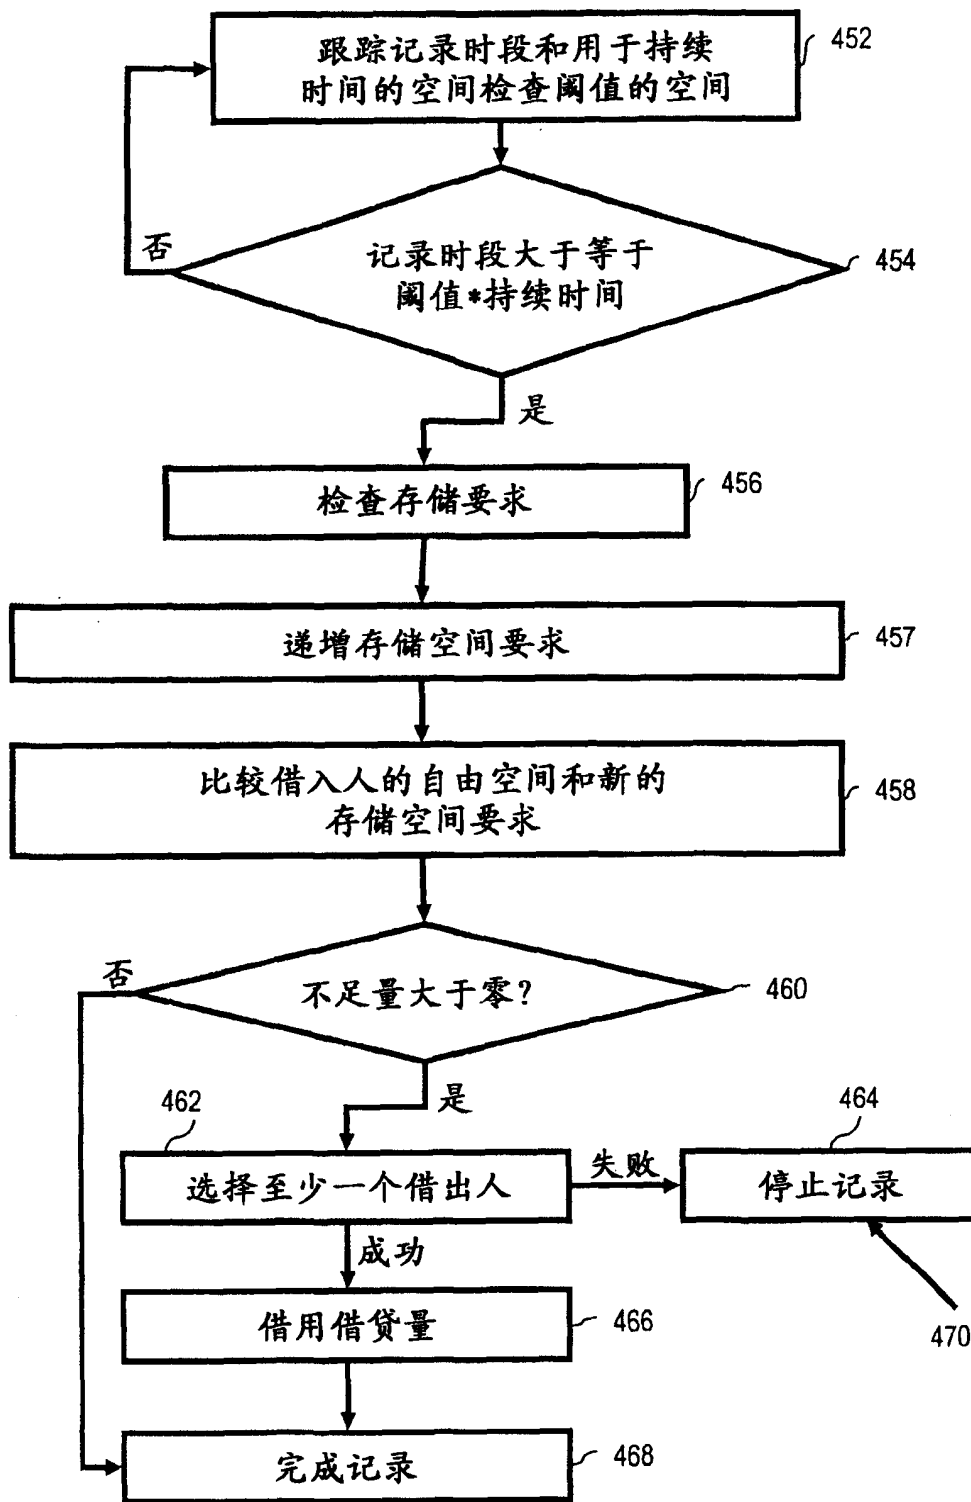 跟踪记录时段和用于持续
时间的空间检查阈值的空间
452
否
记录时段大于等于
阈值*持续时间
454
是
检查存储要求
456
递增存储空间要求
457
比较借入人的自由空间和新的
存储空间要求
458
否
不足量大于零?
460
是
462
选择至少一个借出人
失败
464
停止记录
成功
470
借用借贷量
466
完成记录
468